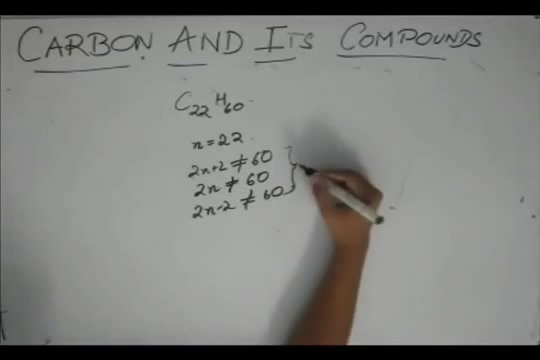 CARBON AND ITS COMPOUNDS
C₂₂H₆₀.
n=22.
2n+2 ≠ 60
2n ≠ 60
2n-2 ≠ 60